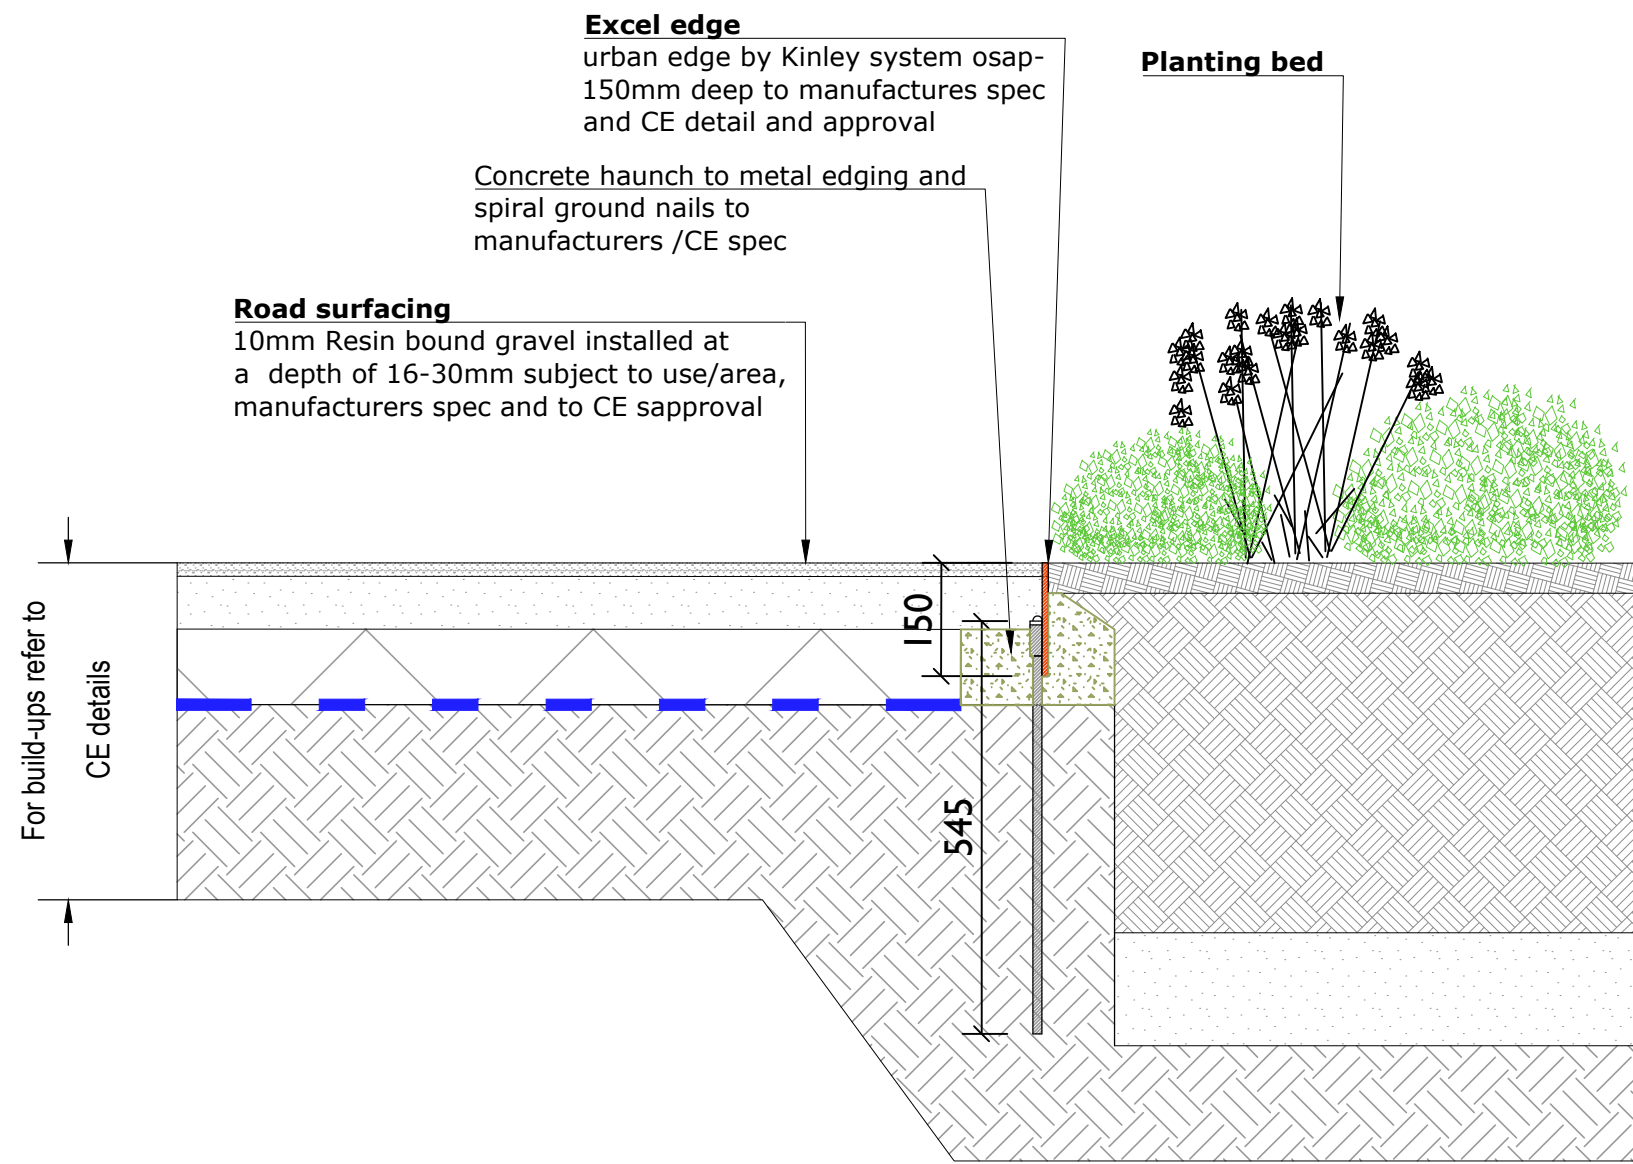 Excel edge
urban edge by Kinley system osap-
150mm deep to manufactures spec
and CE detail and approval
Planting bed
Concrete haunch to metal edging and
spiral ground nails to
manufacturers /CE spec
Road surfacing
10mm Resin bound gravel installed at
a depth of 16-30mm subject to use/area,
manufacturers spec and to CE sapproval
For build-ups refer to
CE details
150
545